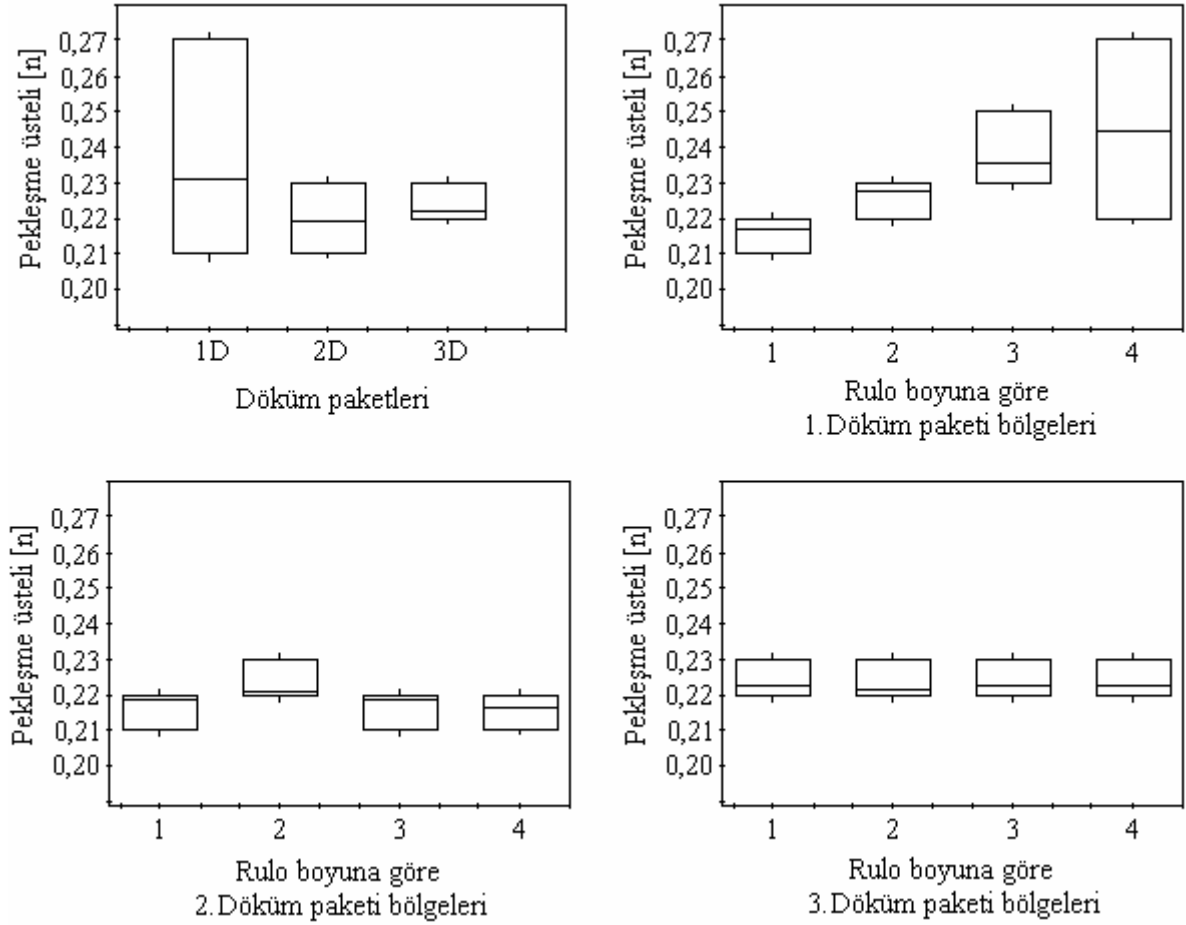 Pekleşme üsteli [n]
0,27
0,26
0,25
0,24
0,23
0,22
0,21
0,20
1D 2D 3D
Döküm paketleri
Pekleşme üsteli [n]
0,27
0,26
0,25
0,24
0,23
0,22
0,21
0,20
1 2 3 4
Rulo boyuna göre
1.Döküm paketi bölgeleri
Pekleşme üsteli [n]
0,27
0,26
0,25
0,24
0,23
0,22
0,21
0,20
1 2 3 4
Rulo boyuna göre
2.Döküm paketi bölgeleri
Pekleşme üsteli [n]
0,27
0,26
0,25
0,24
0,23
0,22
0,21
0,20
1 2 3 4
Rulo boyuna göre
3.Döküm paketi bölgeleri